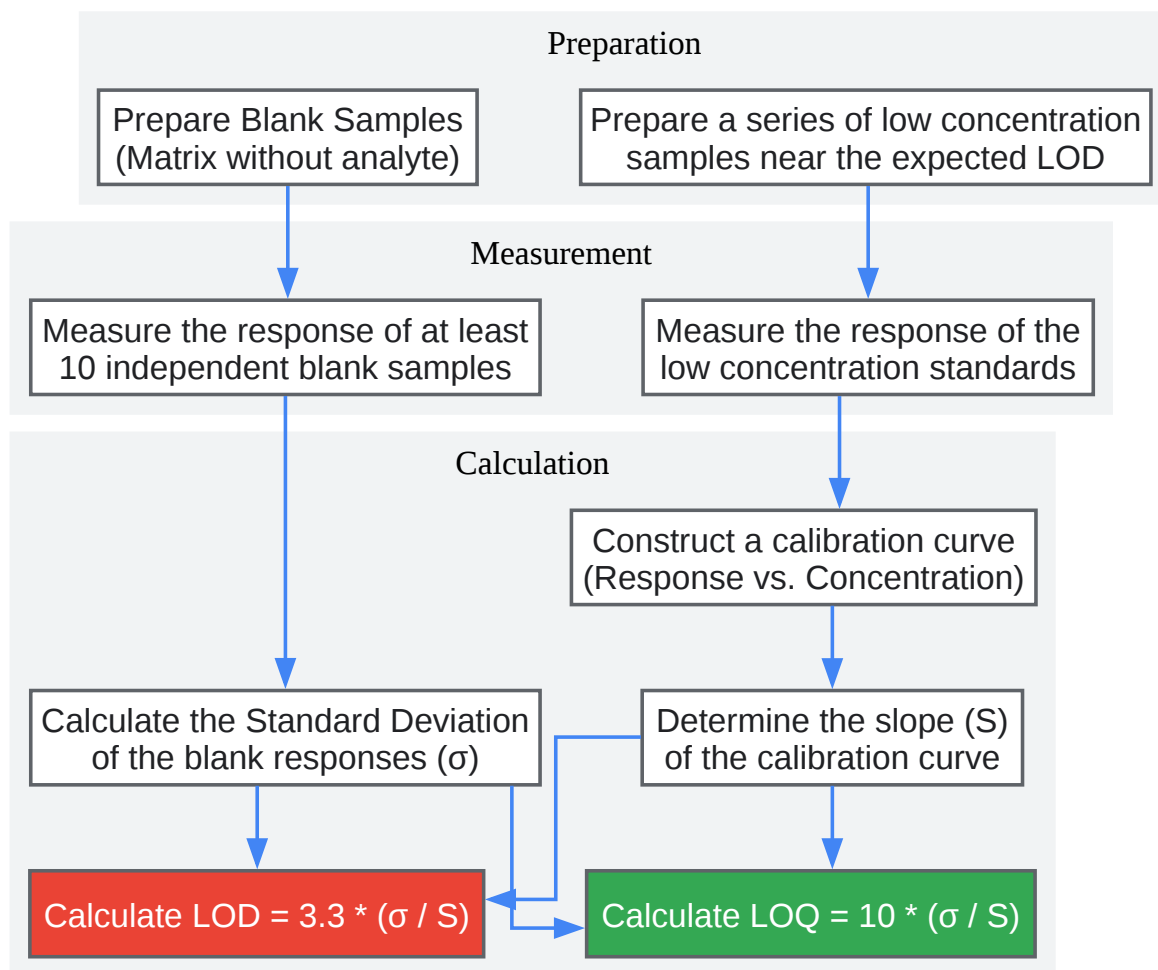 Preparation
Prepare Blank Samples
(Matrix without analyte)
Prepare a series of low concentration
samples near the expected LOD
Measurement
Measure the response of at least
10 independent blank samples
Measure the response of the
low concentration standards
Calculation
Construct a calibration curve
(Response vs. Concentration)
Calculate the Standard Deviation
of the blank responses (σ)
Determine the slope (S)
of the calibration curve
Calculate LOD = 3.3 * (σ / S)
Calculate LOQ = 10 * (σ / S)